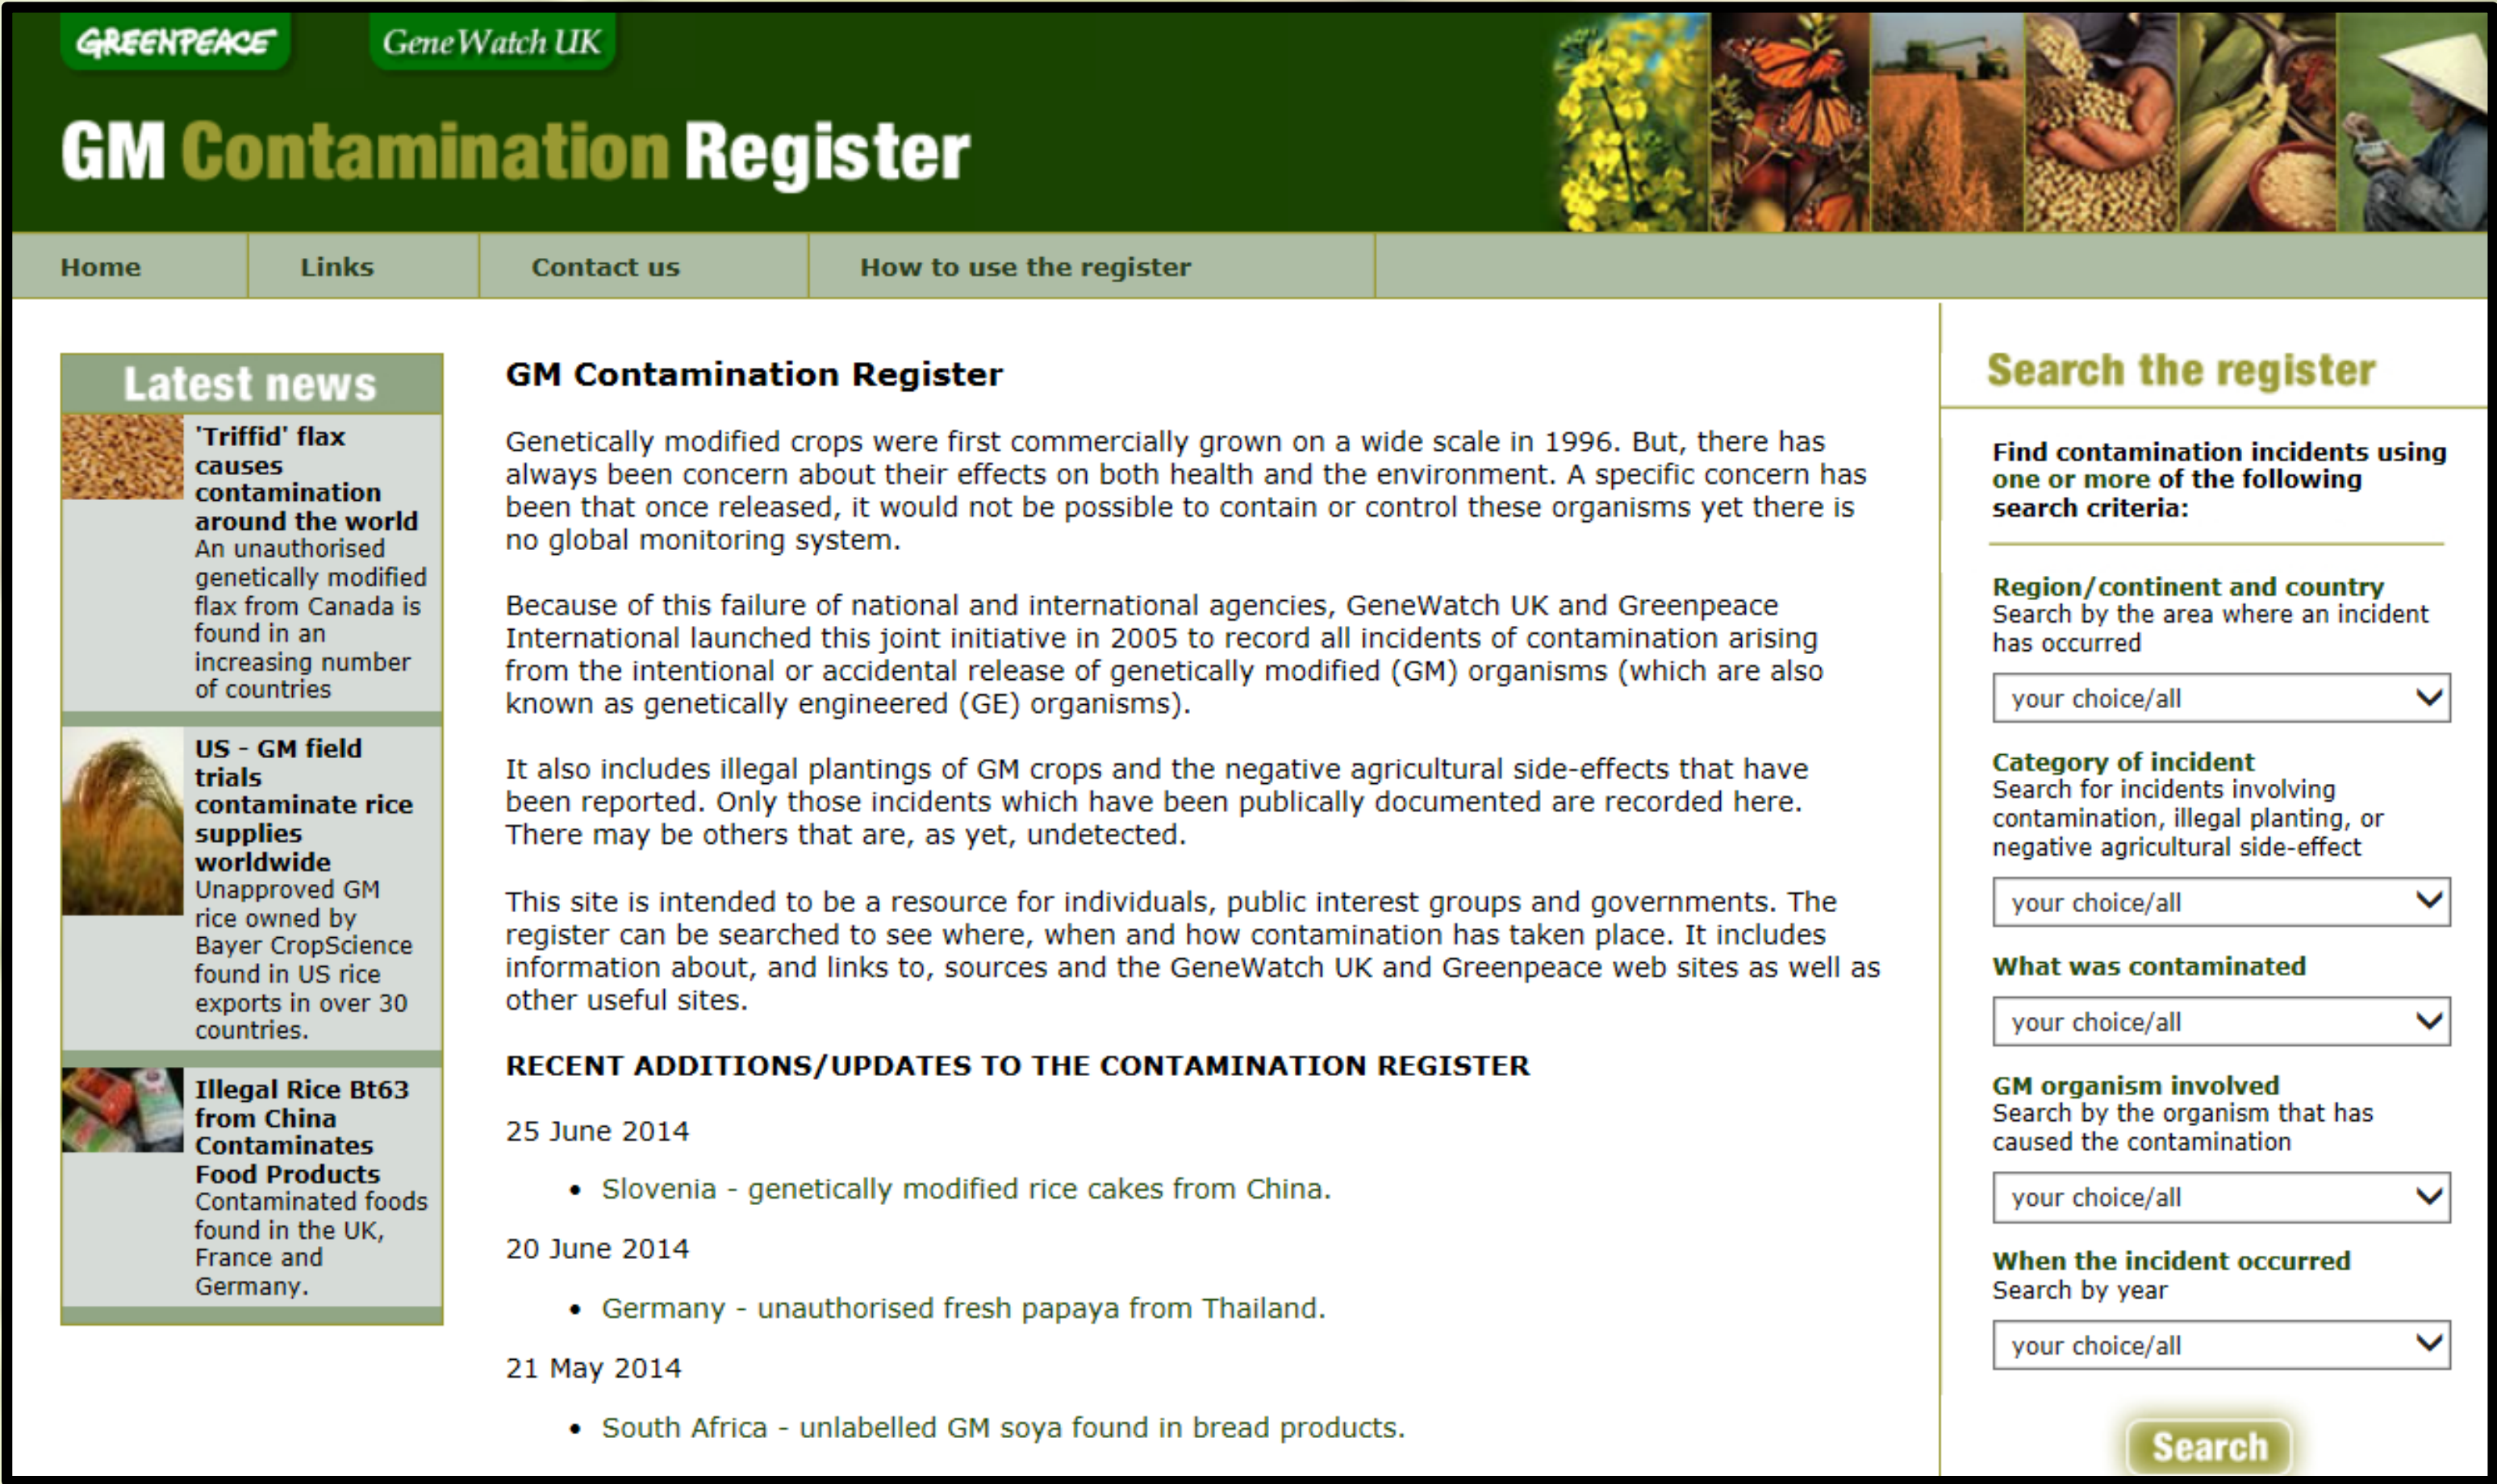 GREENPEACE
GeneWatch UK
GM Contamination Register
Home
Links
Contact us
How to use the register
Latest news
'Triffid' flax
causes
contamination
around the world
An unauthorised
genetically modified
flax from Canada is
found in an
increasing number
of countries
US - GM field
trials
contaminate rice
supplies
worldwide
Unapproved GM
rice owned by
Bayer CropScience
found in US rice
exports in over 30
countries.
Illegal Rice Bt63
from China
Contaminates
Food Products
Contaminated foods
found in the UK,
France and
Germany.
GM Contamination Register
Genetically modified crops were first commercially grown on a wide scale in 1996. But, there has
always been concern about their effects on both health and the environment. A specific concern has
been that once released, it would not be possible to contain or control these organisms yet there is
no global monitoring system.
Because of this failure of national and international agencies, GeneWatch UK and Greenpeace
International launched this joint initiative in 2005 to record all incidents of contamination arising
from the intentional or accidental release of genetically modified (GM) organisms (which are also
known as genetically engineered (GE) organisms).
It also includes illegal plantings of GM crops and the negative agricultural side-effects that have
been reported. Only those incidents which have been publically documented are recorded here.
There may be others that are, as yet, undetected.
This site is intended to be a resource for individuals, public interest groups and governments. The
register can be searched to see where, when and how contamination has taken place. It includes
information about, and links to, sources and the GeneWatch UK and Greenpeace web sites as well as
other useful sites.
RECENT ADDITIONS/UPDATES TO THE CONTAMINATION REGISTER
25 June 2014
• Slovenia - genetically modified rice cakes from China.
20 June 2014
• Germany - unauthorised fresh papaya from Thailand.
21 May 2014
• South Africa - unlabelled GM soya found in bread products.
Search the register
Find contamination incidents using
one or more of the following
search criteria:
Region/continent and country
Search by the area where an incident
has occurred
your choice/all
Category of incident
Search for incidents involving
contamination, illegal planting, or
negative agricultural side-effect
your choice/all
What was contaminated
your choice/all
GM organism involved
Search by the organism that has
caused the contamination
your choice/all
When the incident occurred
Search by year
your choice/all
Search